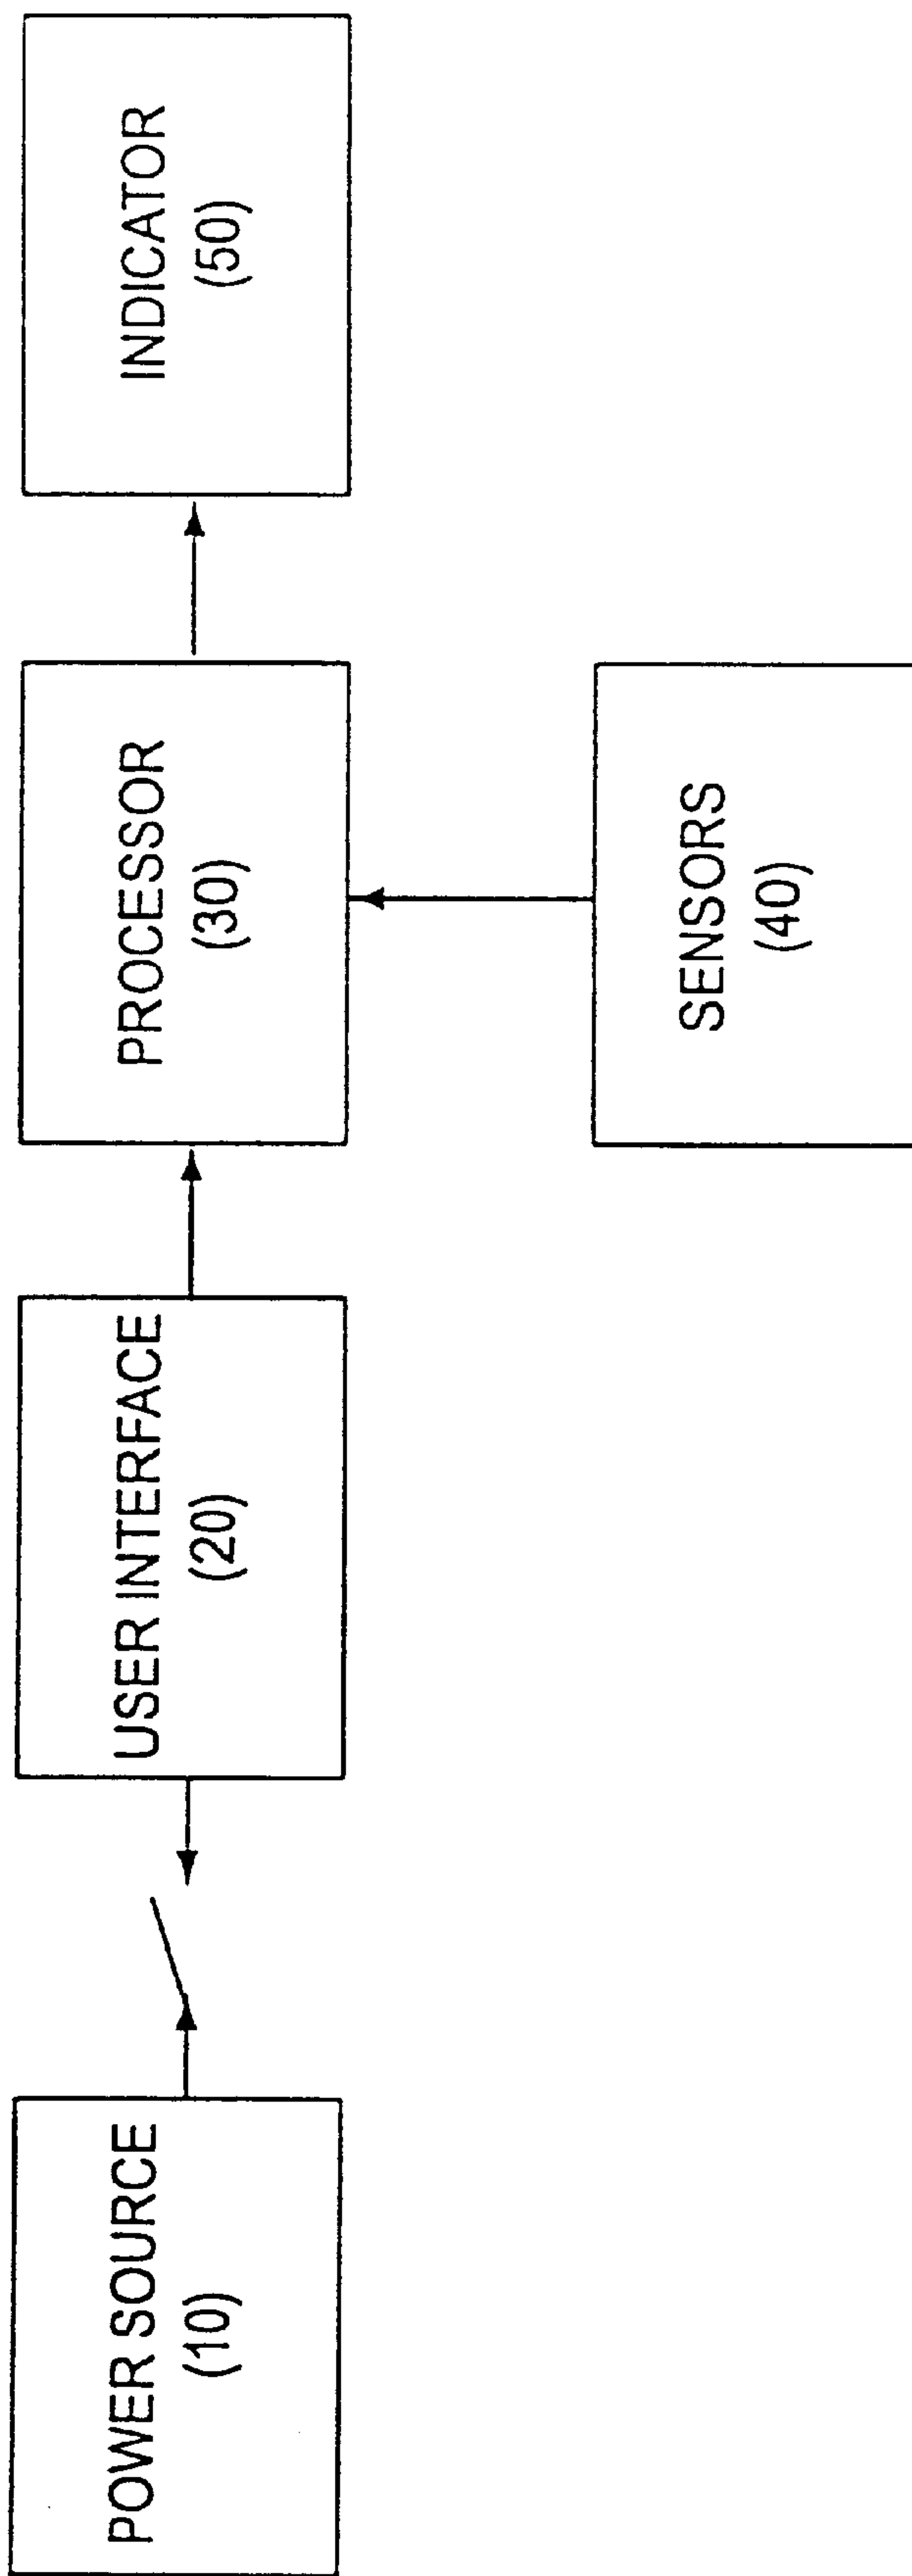 POWER SOURCE
(10)
USER INTERFACE
(20)
PROCESSOR
(30)
INDICATOR
(50)
SENSORS
(40)